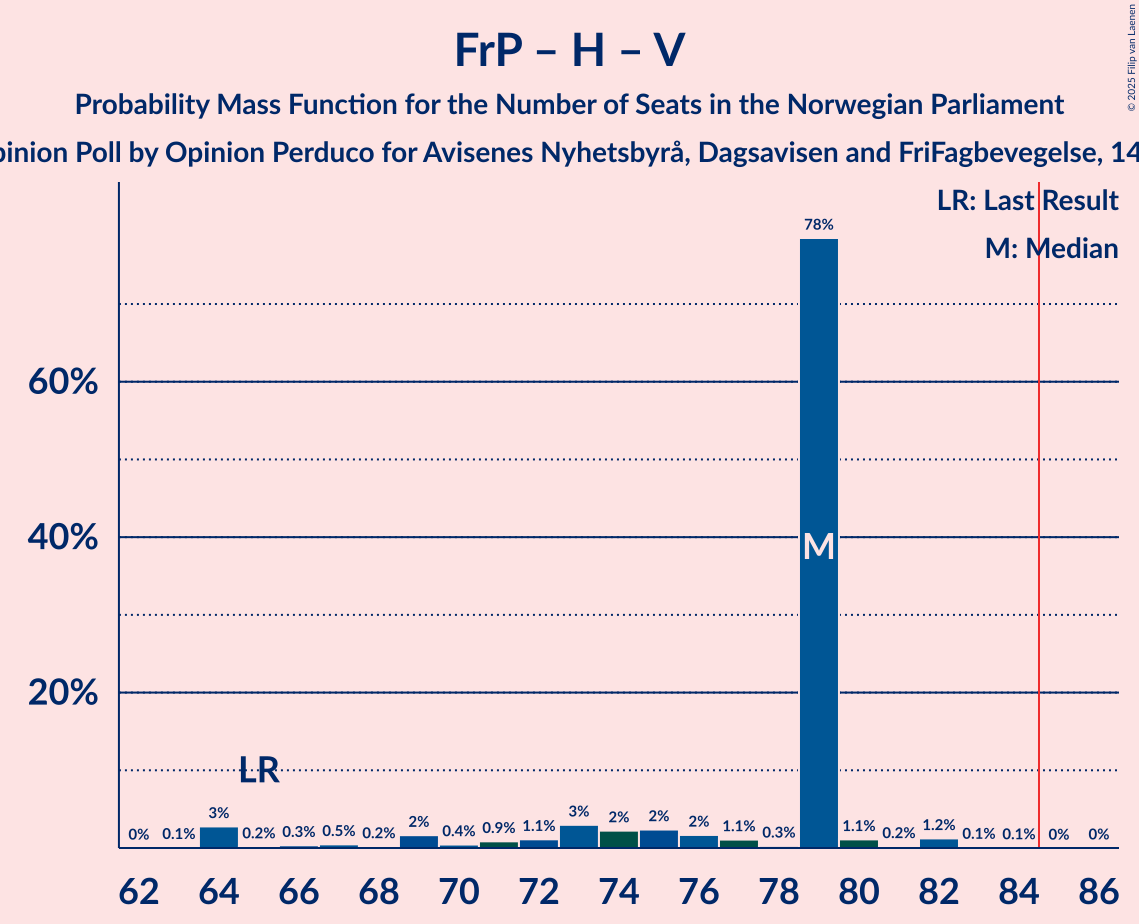 FrP – H – V
Probability Mass Function for the Number of Seats in the Norwegian Parliament
pinion Poll by Opinion Perduco for Avisenes Nyhetsbyrå, Dagsavisen and FriFagbevegelse, 14
© 2025 Filip van Laenen
LR: Last Result
M: Median
78%
60%
40%
M
20%
LR
0% 0.1% 3% 0.2% 0.3% 0.5% 0.2% 2% 0.4% 0.9% 1.1% 3% 2% 2% 2% 1.1% 0.3% 1.1% 0.2% 1.2% 0.1% 0.1% 0% 0%
62 64 66 68 70 72 74 76 78 80 82 84 86